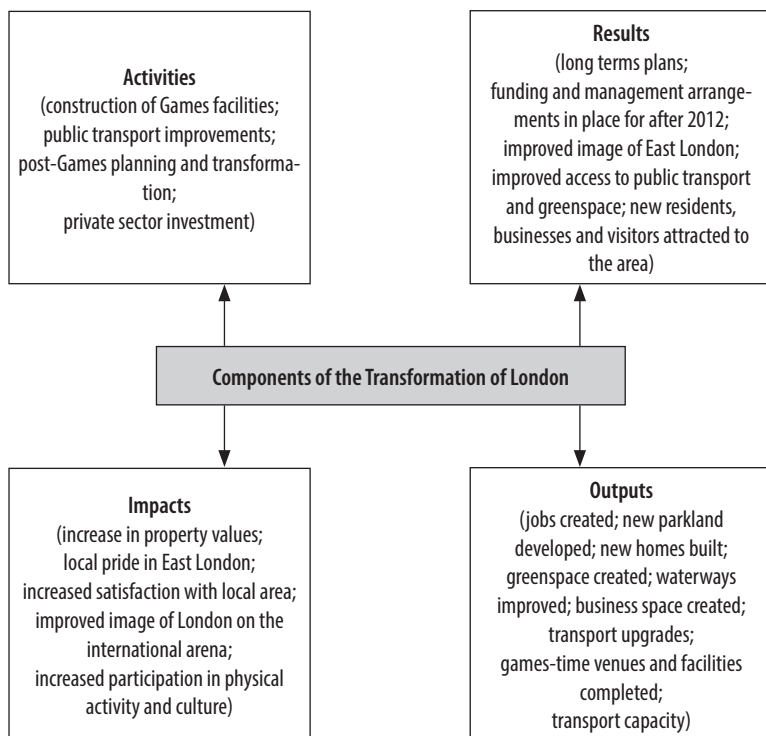 Activities
(construction of Games facilities;
public transport improvements;
post-Games planning and transforma-
tion;
private sector investment)
Results
(long terms plans;
funding and management arrange-
ments in place for after 2012;
improved image of East London;
improved access to public transport
and greenspace; new residents,
businesses and visitors attracted to
the area)
Components of the Transformation of London
Impacts
(increase in property values;
local pride in East London;
increased satisfaction with local area;
improved image of London on the
international arena;
increased participation in physical
activity and culture)
Outputs
(jobs created; new parkland
developed; new homes built;
greenspace created; waterways
improved; business space created;
transport upgrades;
games-time venues and facilities
completed;
transport capacity)